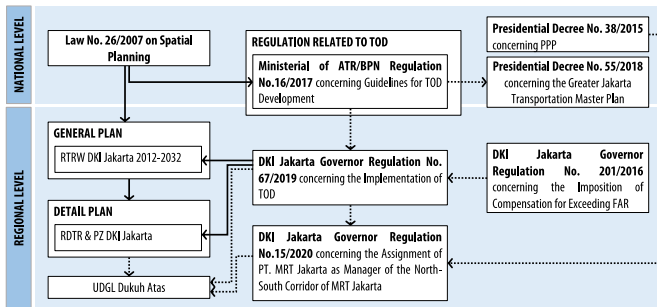 NATIONAL LEVEL
Law No. 26/2007 on Spatial
Planning
REGULATION RELATED TO TOD
Ministerial of ATR/BPN Regulation
No.16/2017 concerning Guidelines for TOD
Development
Presidential Decree No. 38/2015
concerning PPP
Presidential Decree No. 55/2018
concerning the Greater Jakarta
Transportation Master Plan
REGIONAL LEVEL
GENERAL PLAN
RTRW DKI Jakarta 2012-2032
DETAIL PLAN
RDTR & PZ DKI Jakarta
UDGL Dukuh Atas
DKI Jakarta Governor Regulation No.
67/2019 concerning the Implementation of
TOD
DKI Jakarta Governor Regulation
No.15/2020 concerning the Assignment of
PT. MRT Jakarta as Manager of the North-
South Corridor of MRT Jakarta
DKI Jakarta Governor
Regulation No. 201/2016
concerning the Imposition of
Compensation for Exceeding FAR